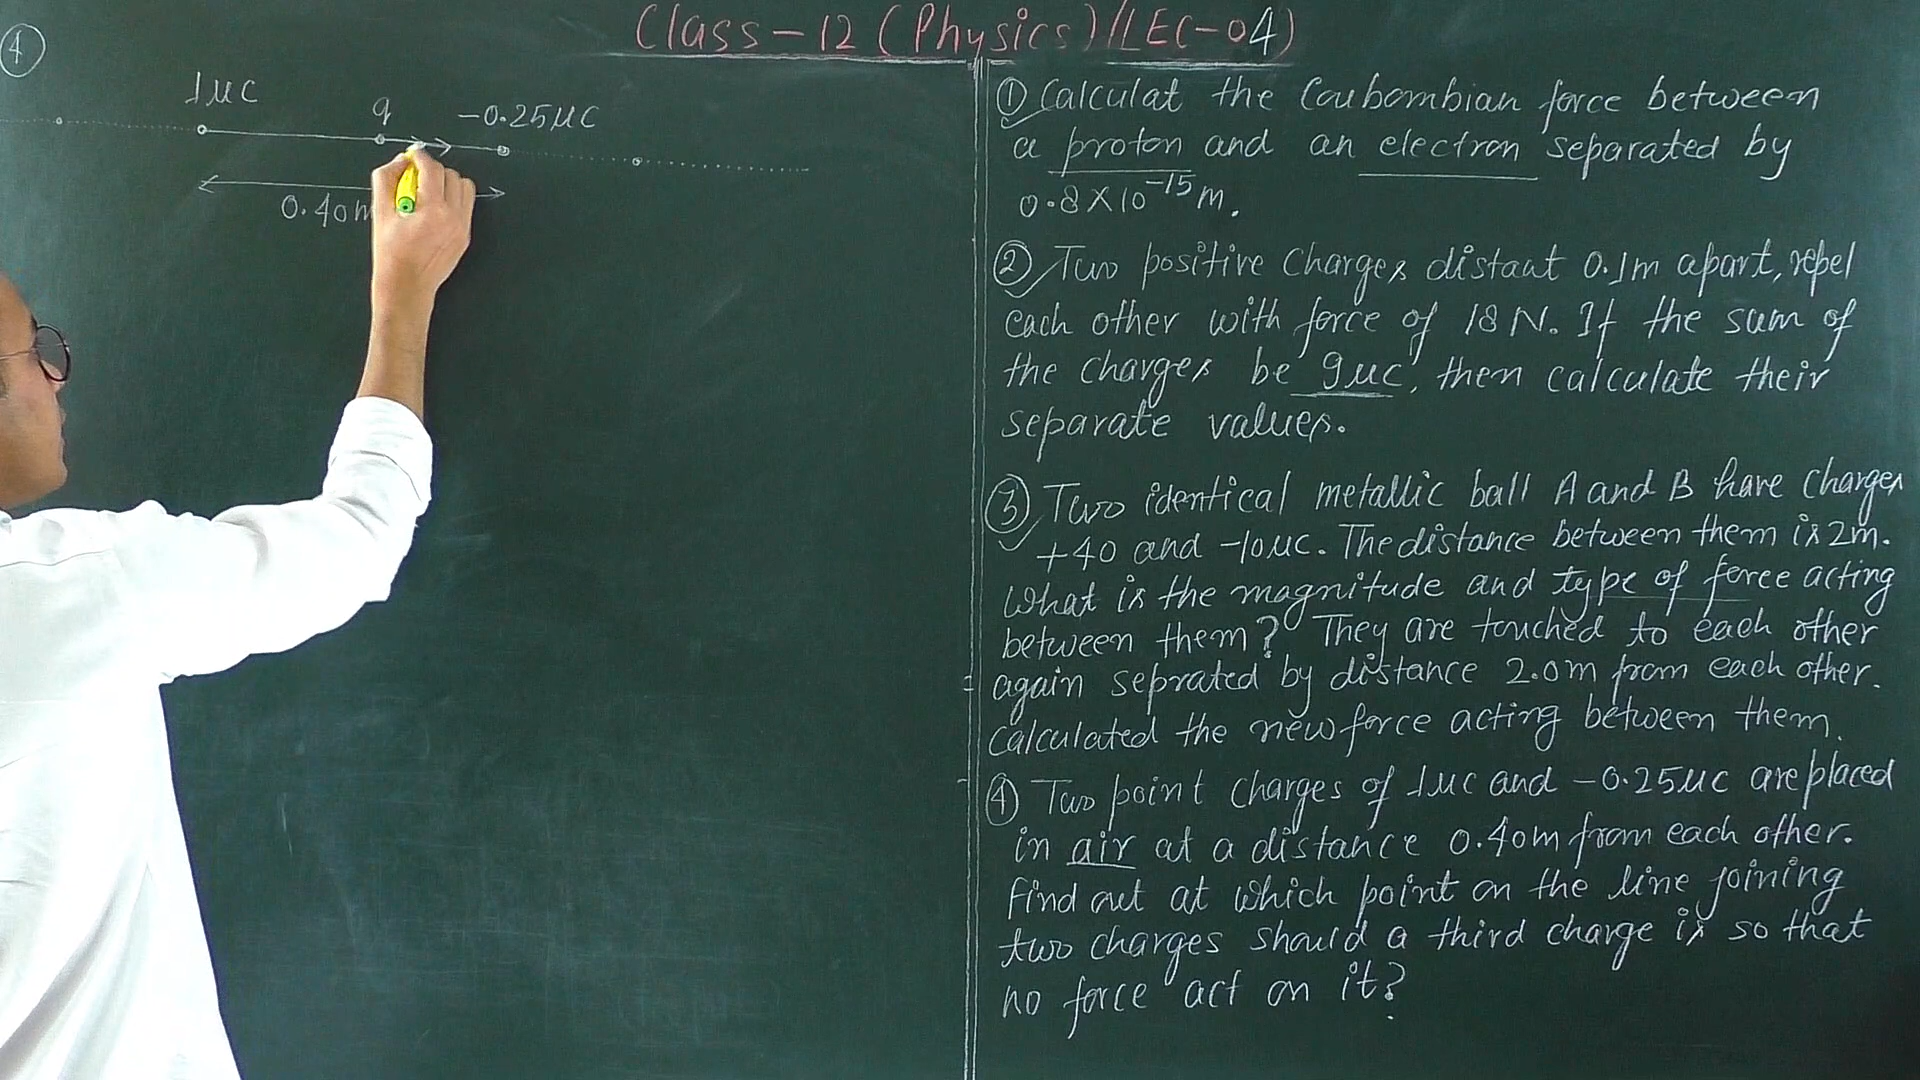 Class-12 (Physics)/LEC-04)
4
1μC
q
-0.25μC
0.40m
① Calculat the Coubombian force between
a proton and an electron separated by
0.8×10⁻¹⁵m.
② Two positive Charges distant 0.1m apart, repel
each other with force of 18 N. If the sum of
the charges be 9μc, then calculate their
separate values.
③ Two identical metallic ball A and B have charges
+40 and -10μc. The distance between them is 2m.
What is the magnitude and type of force acting
between them? They are touched to each other
again seprated by distance 2.0m from each other.
Calculated the new force acting between them.
④ Two point charges of 1μc and -0.25μC are placed
in air at a distance 0.40m from each other.
Find out at which point on the line joining
two charges should a third charge is so that
no force act on it?